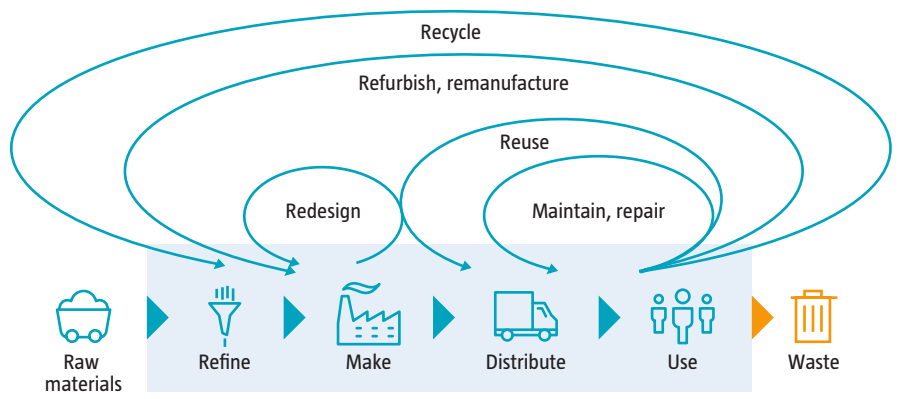 Recycle
Refurbish, remanufacture
Reuse
Redesign
Maintain, repair
Raw
materials
Refine
Make
Distribute
Use
Waste